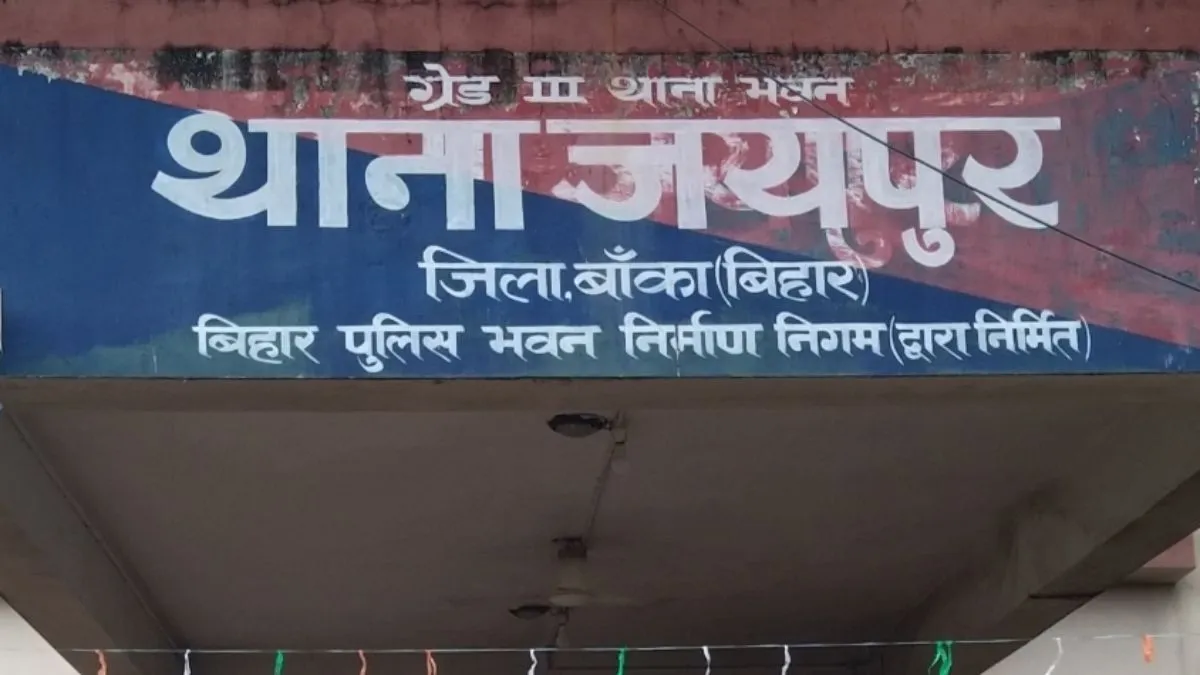 ग्रेड III थाना भवन
थाना जयपुर
जिला, बाँका (बिहार)
बिहार पुलिस भवन निर्माण निगम (द्वारा निर्मित)